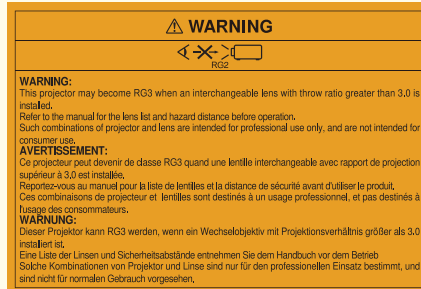 ⚠ WARNING
RG2
WARNING:
This projector may become RG3 when an interchangeable lens with throw ratio greater than 3.0 is
installed.
Refer to the manual for the lens list and hazard distance before operation.
Such combinations of projector and lens are intended for professional use only, and are not intended for
consumer use.
AVERTISSEMENT:
Ce projecteur peut devenir de classe RG3 quand une lentille interchangeable avec rapport de projection
supérieur à 3,0 est installée.
Reportez-vous au manuel pour la liste de lentilles et la distance de sécurité avant d'utiliser le produit.
Ces combinaisons de projecteur et lentilles sont destinés à un usage professionnel, et pas destinés à
l'usage des consommateurs.
WARNUNG:
Dieser Projektor kann RG3 werden, wenn ein Wechselobjektiv mit Projektionsverhältnis größer als 3.0
installiert ist.
Eine Liste der Linsen und Sicherheitsabstände entnehmen Sie dem Handbuch vor dem Betrieb
Solche Kombinationen von Projektor und Linse sind nur für den professionellen Einsatz bestimmt, und
sind nicht für normalen Gebrauch vorgesehen.